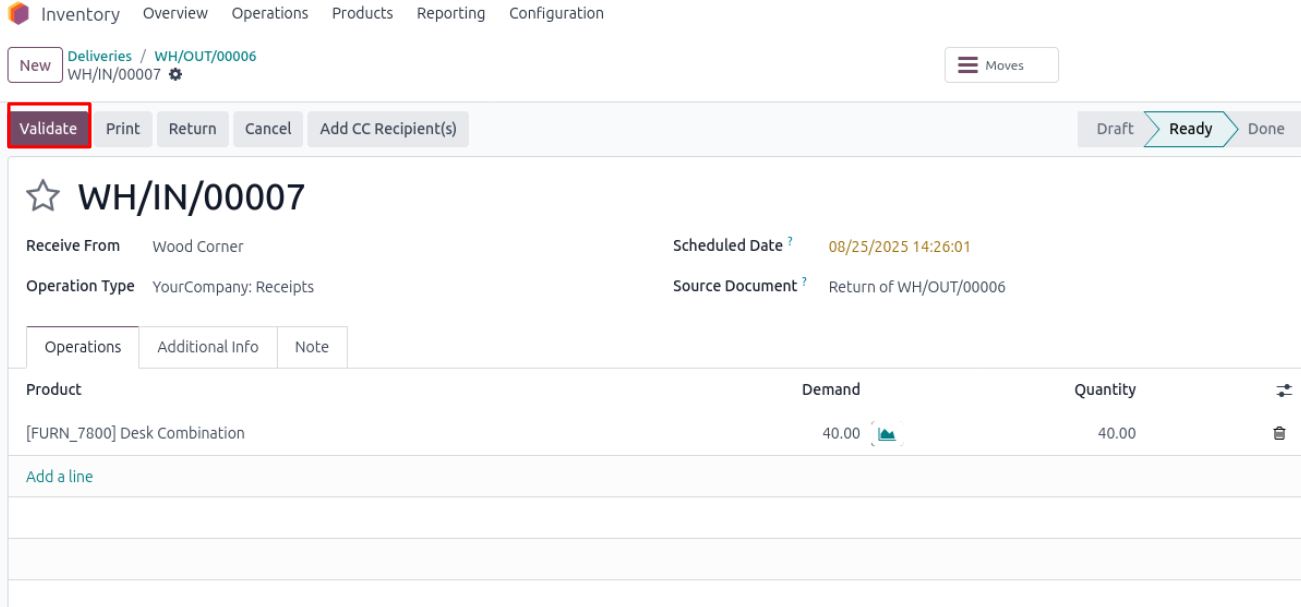 Inventory Overview Operations Products Reporting Configuration
New Deliveries / WH/OUT/00006
WH/IN/00007
Moves
Validate Print Return Cancel Add CC Recipient(s) Draft Ready Done
WH/IN/00007
Receive From Wood Corner Scheduled Date ? 08/25/2025 14:26:01
Operation Type YourCompany: Receipts Source Document ? Return of WH/OUT/00006
Operations Additional Info Note
Product Demand Quantity
[FURN_7800] Desk Combination 40.00 40.00
Add a line